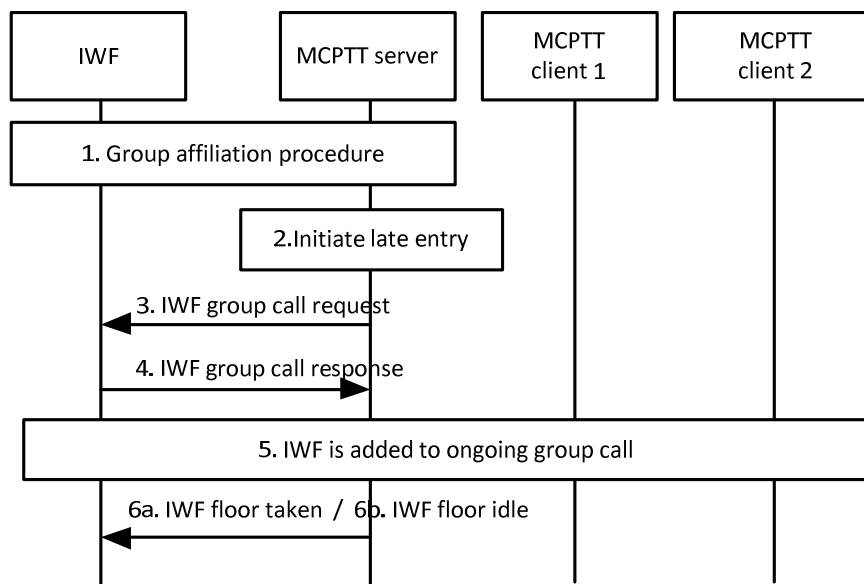 IWF
MCPTT server
MCPTT
client 1
MCPTT
client 2
1. Group affiliation procedure
2.Initiate late entry
3. IWF group call request
4. IWF group call response
5. IWF is added to ongoing group call
6a. IWF floor taken / 6b. IWF floor idle